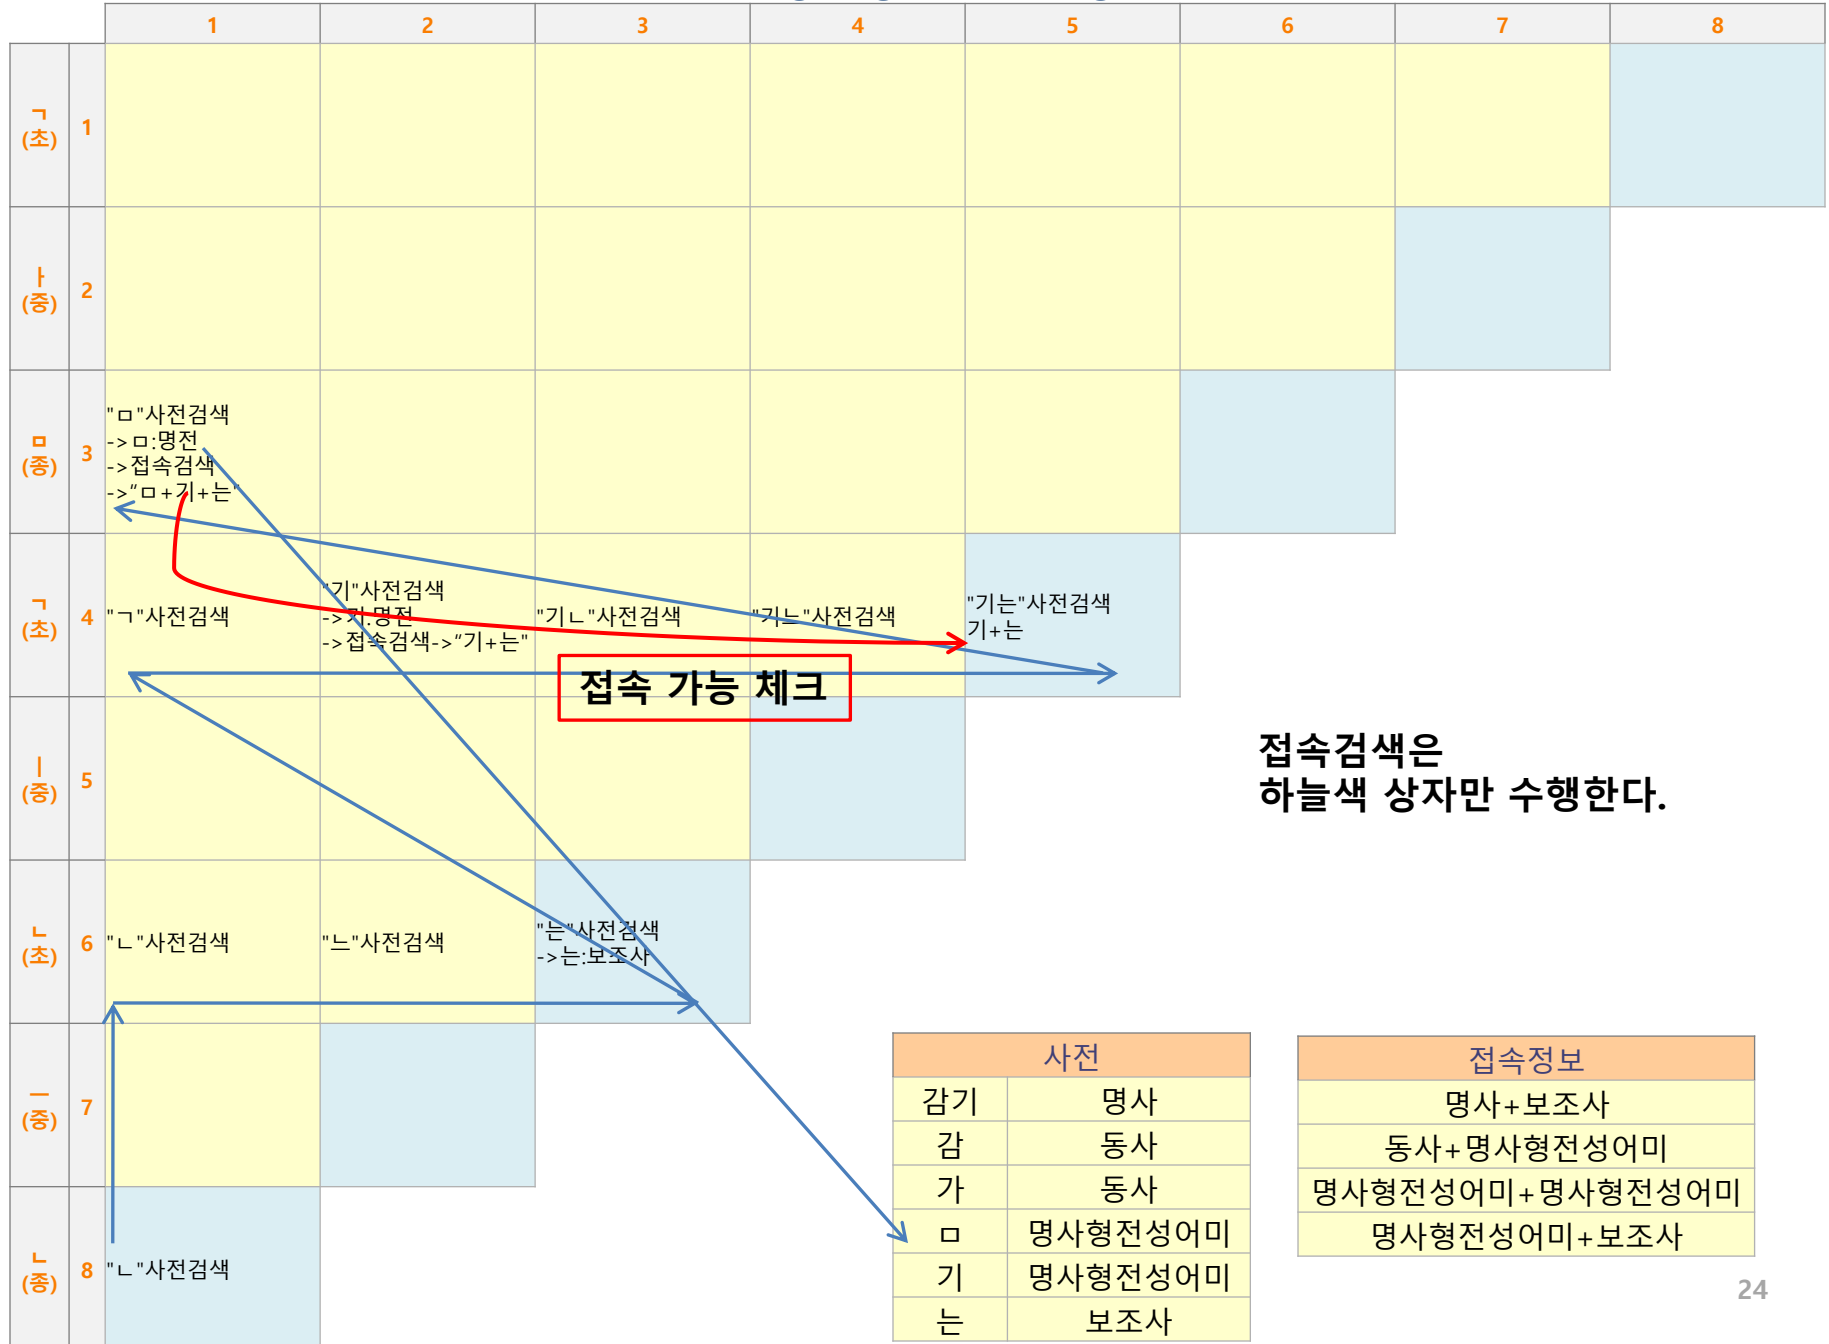 1 2 3 4 5 6 7 8
ㄱ
(초)
1
ㅏ
(중)
2
ㅁ
(종)
3
"ㅁ"사전검색
->ㅁ:명전
->접속검색
->“ㅁ+기+는"
ㄱ
(초)
4
"ㄱ"사전검색
"기"사전검색
->기:명전
->접속검색->“기+는"
"기ㄴ"사전검색
"기느"사전검색
"기는"사전검색
기+는
접속 가능 체크
ㅣ
(중)
5
접속검색은
하늘색 상자만 수행한다.
ㄴ
(초)
6
"ㄴ"사전검색
"느"사전검색
"는"사전검색
->는:보조사
ㅡ
(중)
7
ㄴ
(종)
8
"ㄴ"사전검색
사전
감기 명사
감 동사
가 동사
ㅁ 명사형전성어미
기 명사형전성어미
는 보조사
접속정보
명사+보조사
동사+명사형전성어미
명사형전성어미+명사형전성어미
명사형전성어미+보조사
24